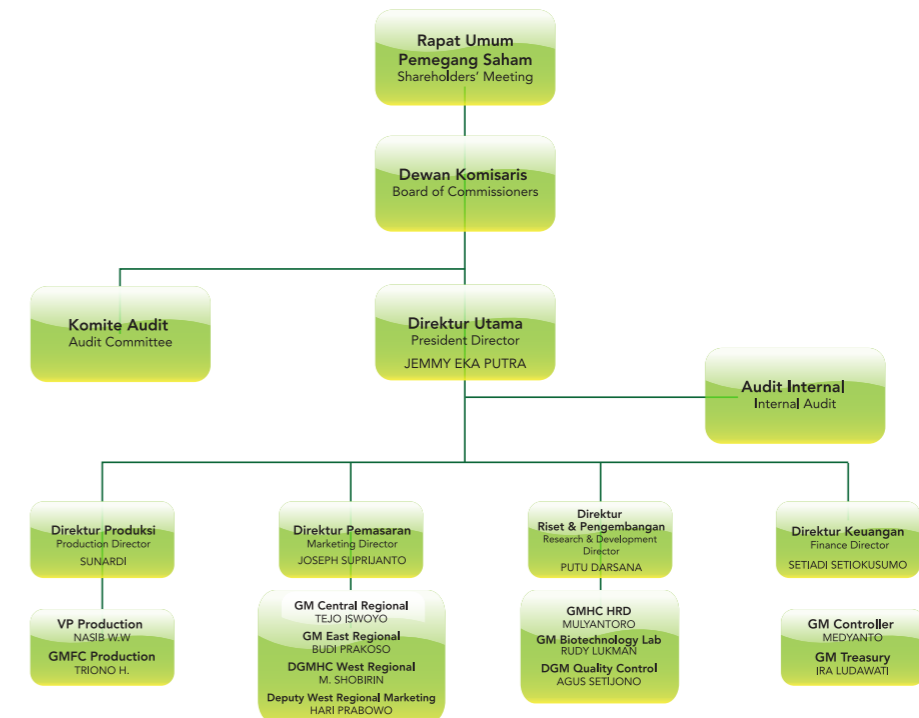 Rapat Umum
Pemegang Saham
Shareholders' Meeting
Dewan Komisaris
Board of Commissioners
Komite Audit
Audit Committee
Direktur Utama
President Director
JEMMY EKA PUTRA
Audit Internal
Internal Audit
Direktur Produksi
Production Director
SUNARDI
Direktur Pemasaran
Marketing Director
JOSEPH SUPRIJANTO
Direktur
Riset & Pengembangan
Research & Development
Director
PUTU DARSANA
Direktur Keuangan
Finance Director
SETIADI SETIOKUSUMO
VP Production
NASIB W.W
GMFC Production
TRIONO H.
GM Central Regional
TEJO ISWOYO
GM East Regional
BUDI PRAKOSO
DGMHC West Regional
M. SHOBIRIN
Deputy West Regional Marketing
HARI PRABOWO
GMHC HRD
MULYANTORO
GM Biotechnology Lab
RUDY LUKMAN
DGM Quality Control
AGUS SETIJONO
GM Controller
MEDYANTO
GM Treasury
IRA LUDAWATI